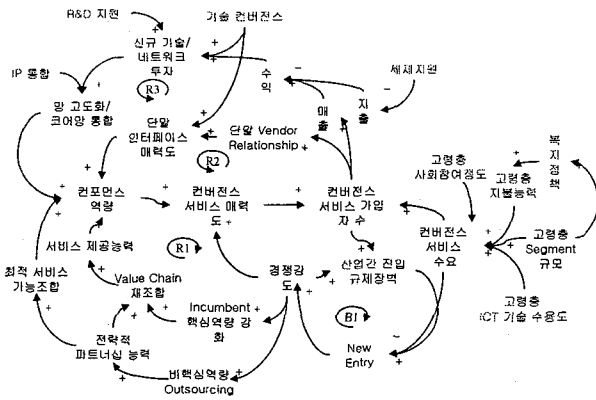 R&D 지원
기술 컨버전스
신규 기술/
네트워크
투자
수
익
세제지원
IP 통합
R3
매
출
지
출
망 고도화/
코어망 통합
단말
인터페이스
매력도
단말 Vendor
Relationship
고령층
사회참여정도
복
지
정
책
고령층
지불능력
R2
컨포먼스
역량
컨버전스
서비스 매력
도
컨버전스
서비스 가입
자 수
컨버전스
서비스
수요
고령층
Segment
규모
서비스 제공능력
R1
최적 서비스
가능조합
Value Chain
재조합
경쟁강
도
산업간 진입
규제장벽
고령층
ICT 기술 수용도
Incumbent
핵심역량 강
화
B1
전략적
파트너십 능력
New
Entry
비핵심역량
Outsourcing